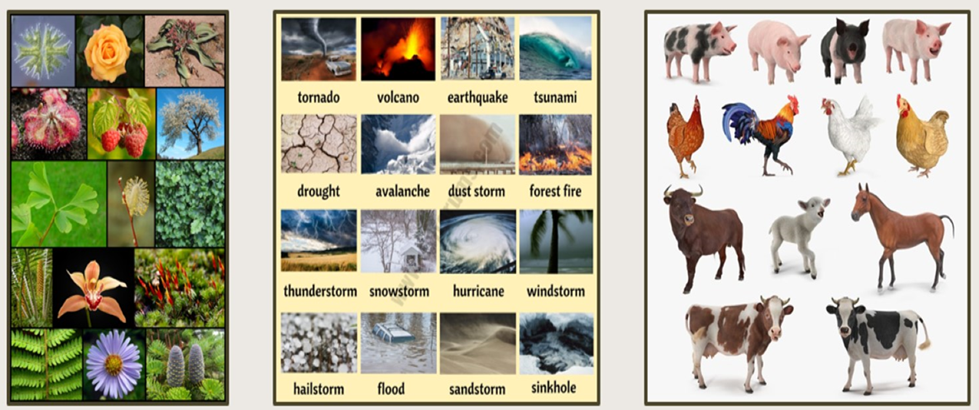 tornado volcano earthquake tsunami
drought avalanche dust storm forest fire
thunderstorm snowstorm hurricane windstorm
hailstorm flood sandstorm sinkhole